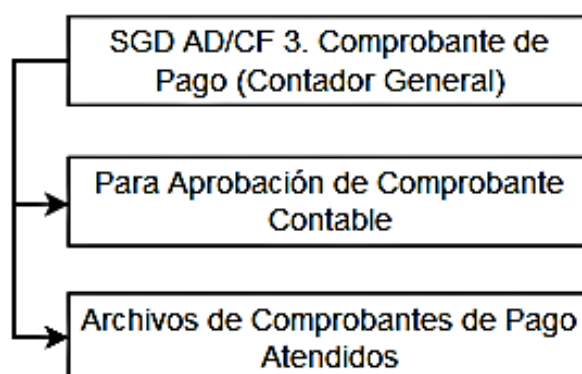 SGD AD/CF 3. Comprobante de
Pago (Contador General)
Para Aprobación de Comprobante
Contable
Archivos de Comprobantes de Pago
Atendidos